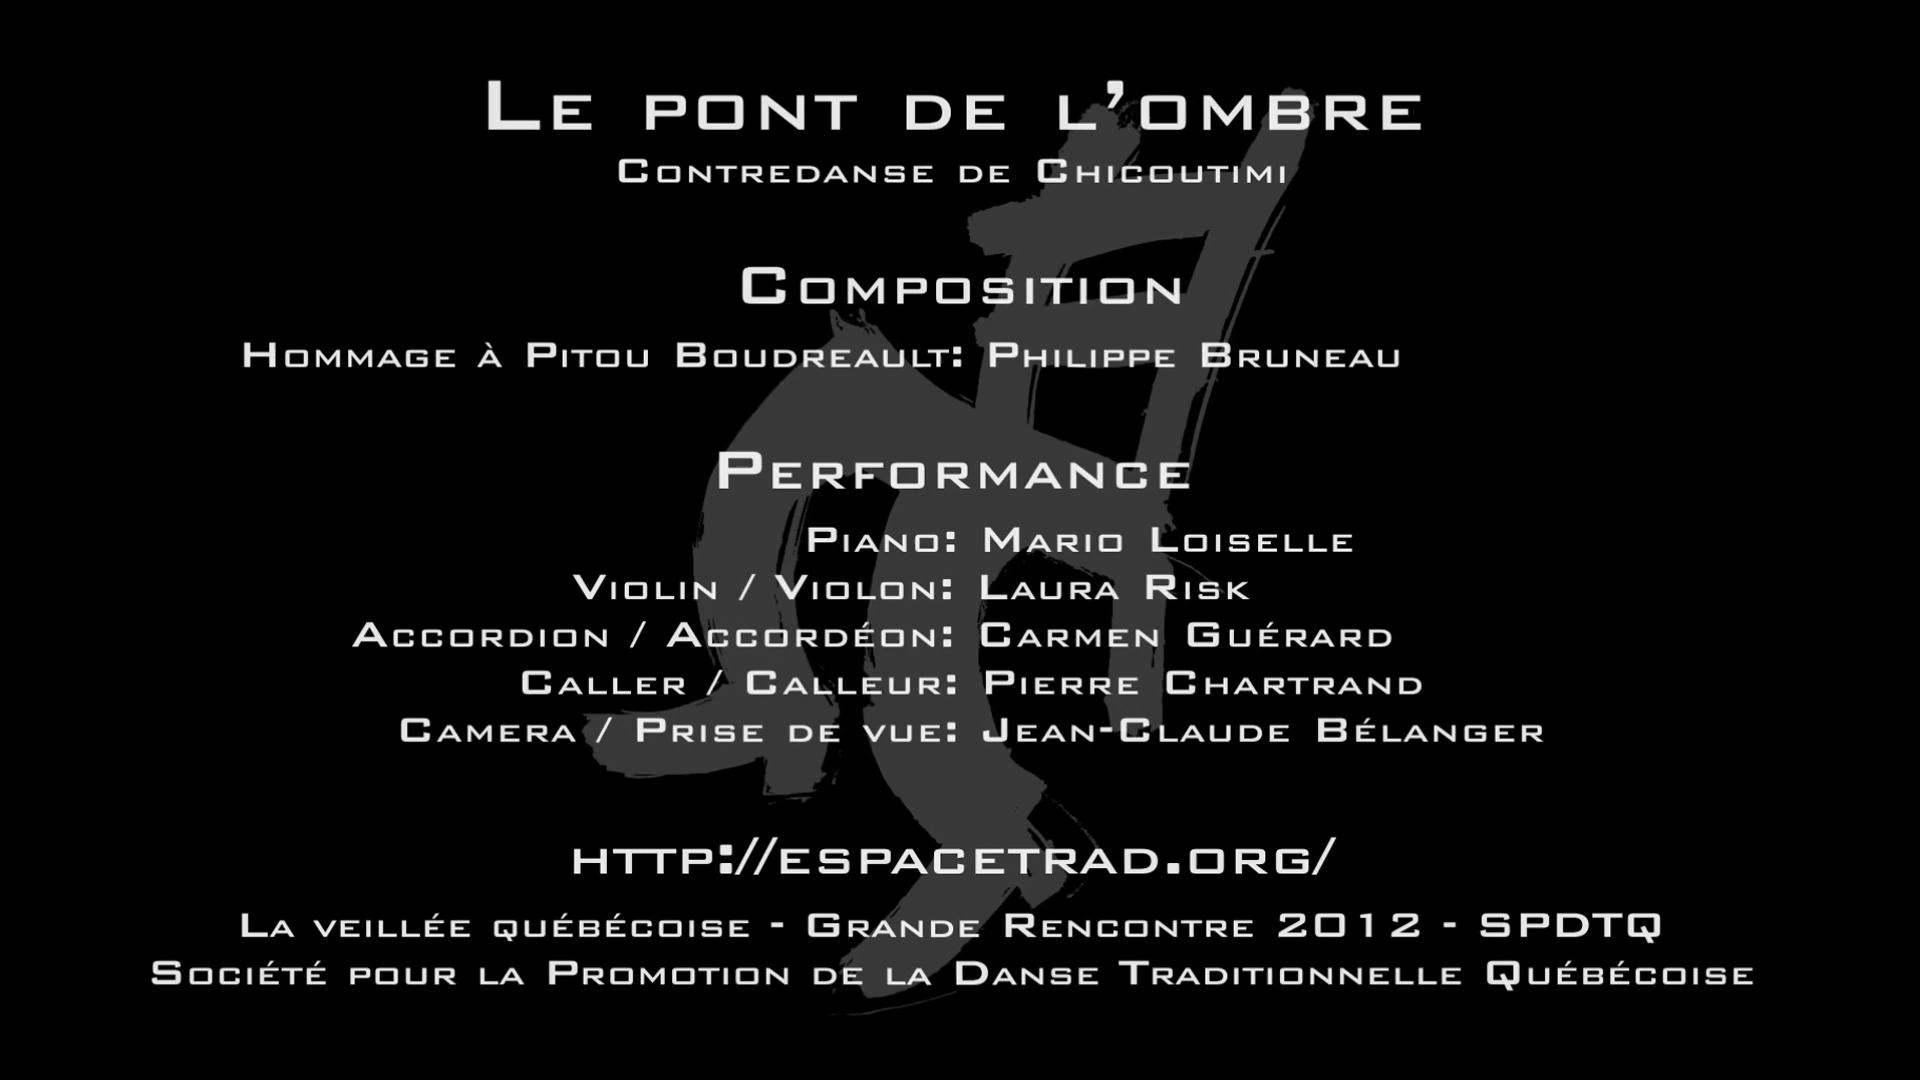 Le pont de l'ombre
Contredanse de Chicoutimi
Composition
Hommage à Pitou Boudreault: Philippe Bruneau
Performance
Piano: Mario Loiselle
Violin / Violon: Laura Risk
Accordion / Accordéon: Carmen Guérard
Caller / Calleur: Pierre Chartrand
Camera / Prise de vue: Jean-Claude Bélanger
http://espacetrad.org/
La veillée québécoise - Grande Rencontre 2012 - SPDTQ
Société pour la Promotion de la Danse Traditionnelle Québécoise